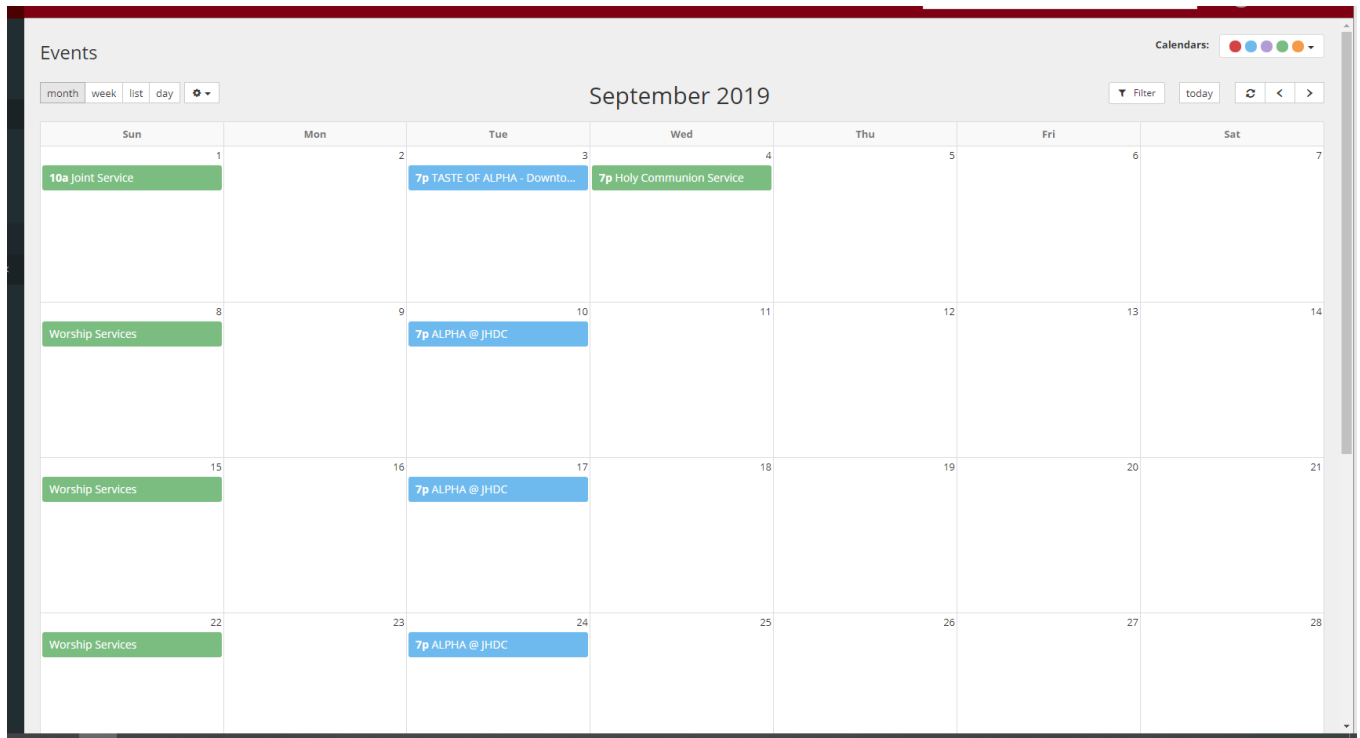 Events
Calendars:
month week list day
September 2019
Filter today
Sun Mon Tue Wed Thu Fri Sat
1 2 3 4 5 6 7
10a Joint Service 7p TASTE OF ALPHA - Downto... 7p Holy Communion Service
8 9 10 11 12 13 14
Worship Services 7p ALPHA @ JHDC
15 16 17 18 19 20 21
Worship Services 7p ALPHA @ JHDC
22 23 24 25 26 27 28
Worship Services 7p ALPHA @ JHDC